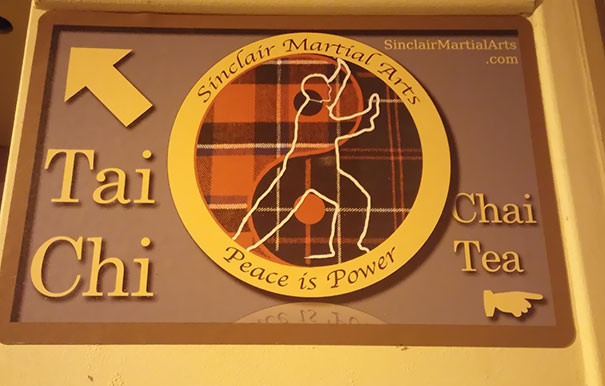 SinclairMartialArts
.com
Sinclair Martial Arts
Tai
Chi
Peace is Power
Chai
Tea